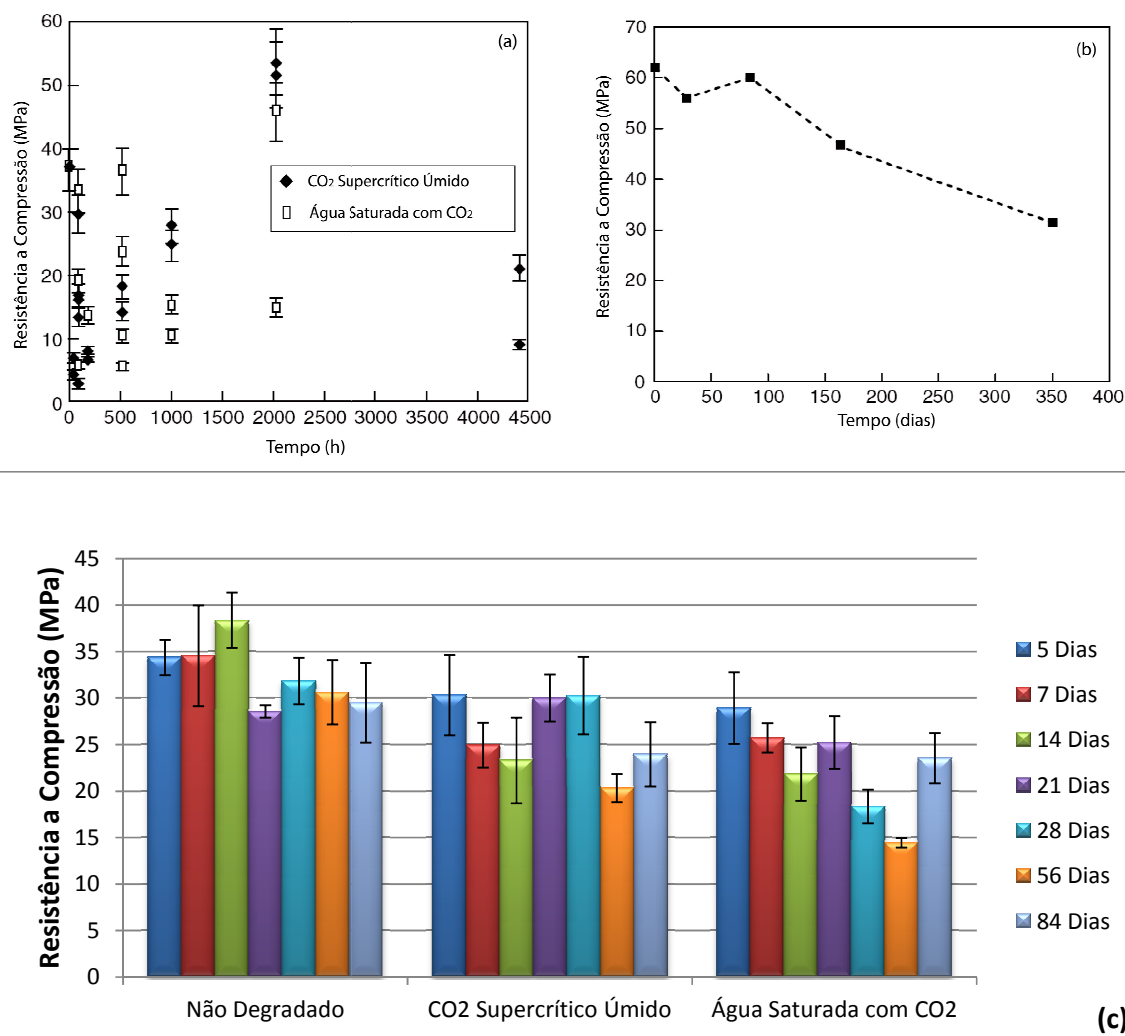 (a)
Resistência a Compressão (MPa)
60
50
40
30
20
10
0
CO2 Supercrítico Úmido
Água Saturada com CO2
0 500 1000 1500 2000 2500 3000 3500 4000 4500
Tempo (h)
(b)
Resistência a Compressão (MPa)
70
60
50
40
30
20
10
0
0 50 100 150 200 250 300 350 400
Tempo (dias)
Resistência a Compressão (MPa)
45
40
35
30
25
20
15
10
5
0
Não Degradado CO2 Supercrítico Úmido Água Saturada com CO2
5 Dias
7 Dias
14 Dias
21 Dias
28 Dias
56 Dias
84 Dias
(c)